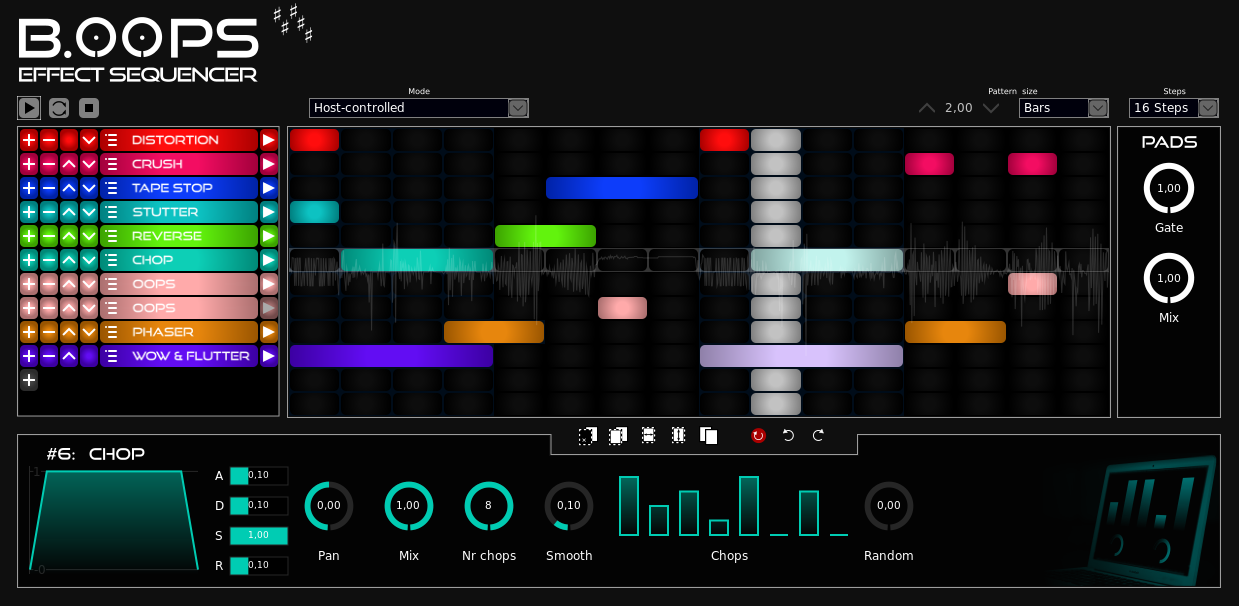 B.OOPS
EFFECT SEQUENCER
Mode
Pattern size
Steps
Host-controlled
2,00
Bars
16 Steps
DISTORTION
CRUSH
TAPE STOP
STUTTER
REVERSE
CHOP
OOPS
OOPS
PHASER
WOW & FLUTTER
PADS
1,00
Gate
1,00
Mix
#6: CHOP
1
0
A 0,10
D 0,10
S 1,00
R 0,10
0,00
Pan
1,00
Mix
8
Nr chops
0,10
Smooth
Chops
0,00
Random